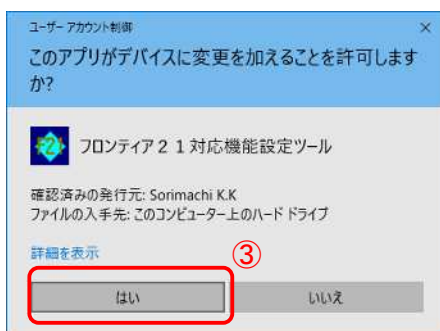 ユーザー アカウント制御 ×
このアプリがデバイスに変更を加えることを許可します
か?
F21 フロンティア２１対応機能設定ツール
確認済みの発行元: Sorimachi K.K
ファイルの入手先: このコンピューター上のハード ドライブ
詳細を表示 ③
はい いいえ